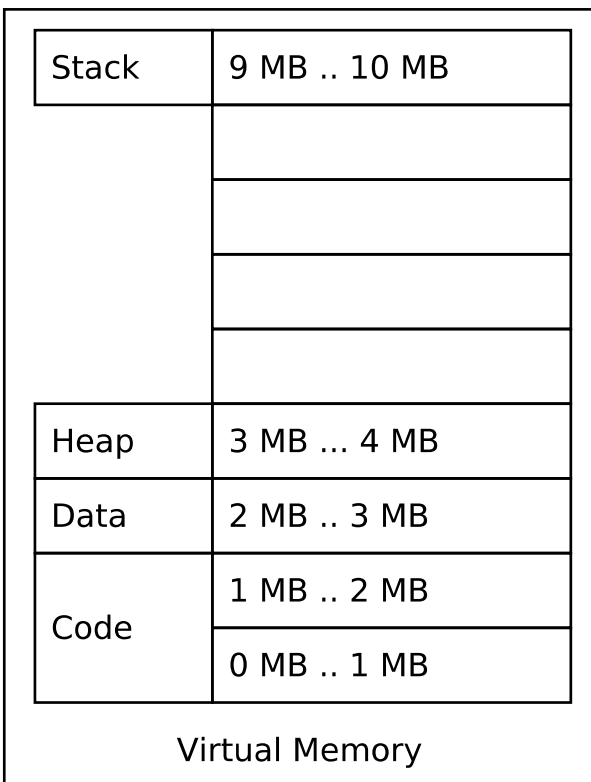 Stack 9 MB .. 10 MB
Heap 3 MB ... 4 MB
Data 2 MB .. 3 MB
Code
1 MB .. 2 MB
0 MB .. 1 MB
Virtual Memory